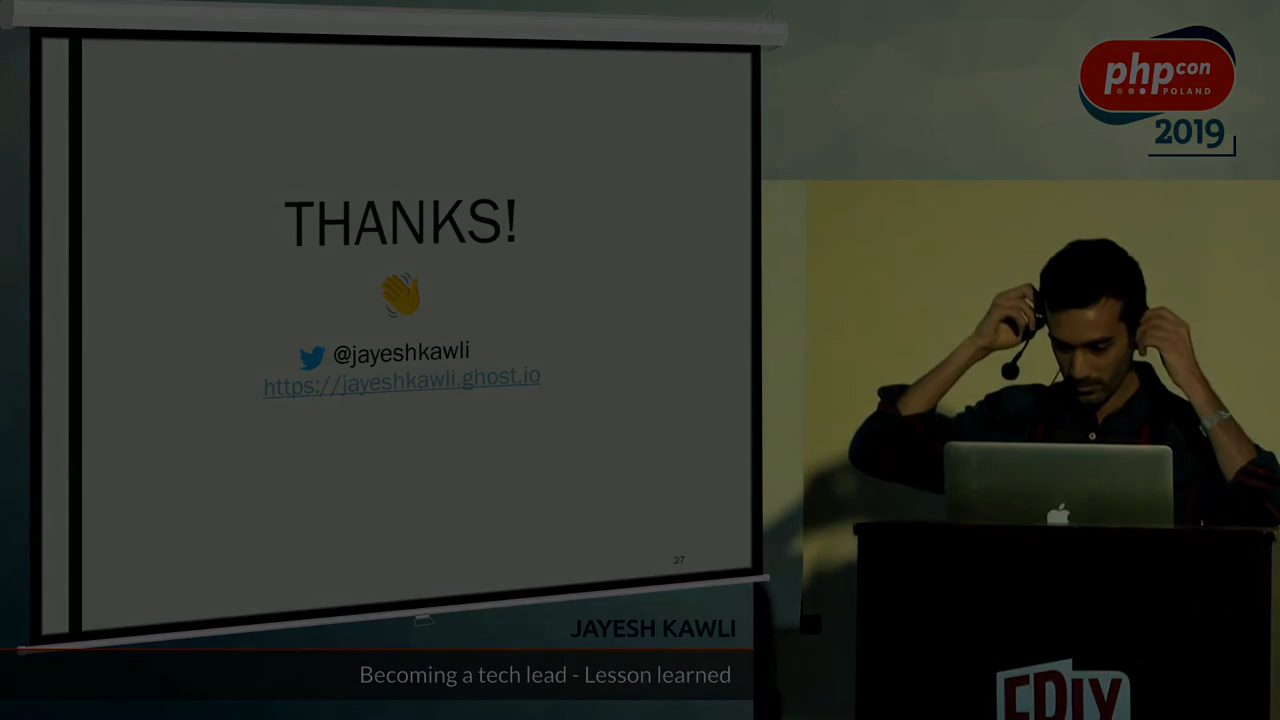 php con
POLAND
2019
THANKS!
@jayeshkawli
https://jayeshkawli.ghost.io
27
JAYESH KAWLI
Becoming a tech lead - Lesson learned